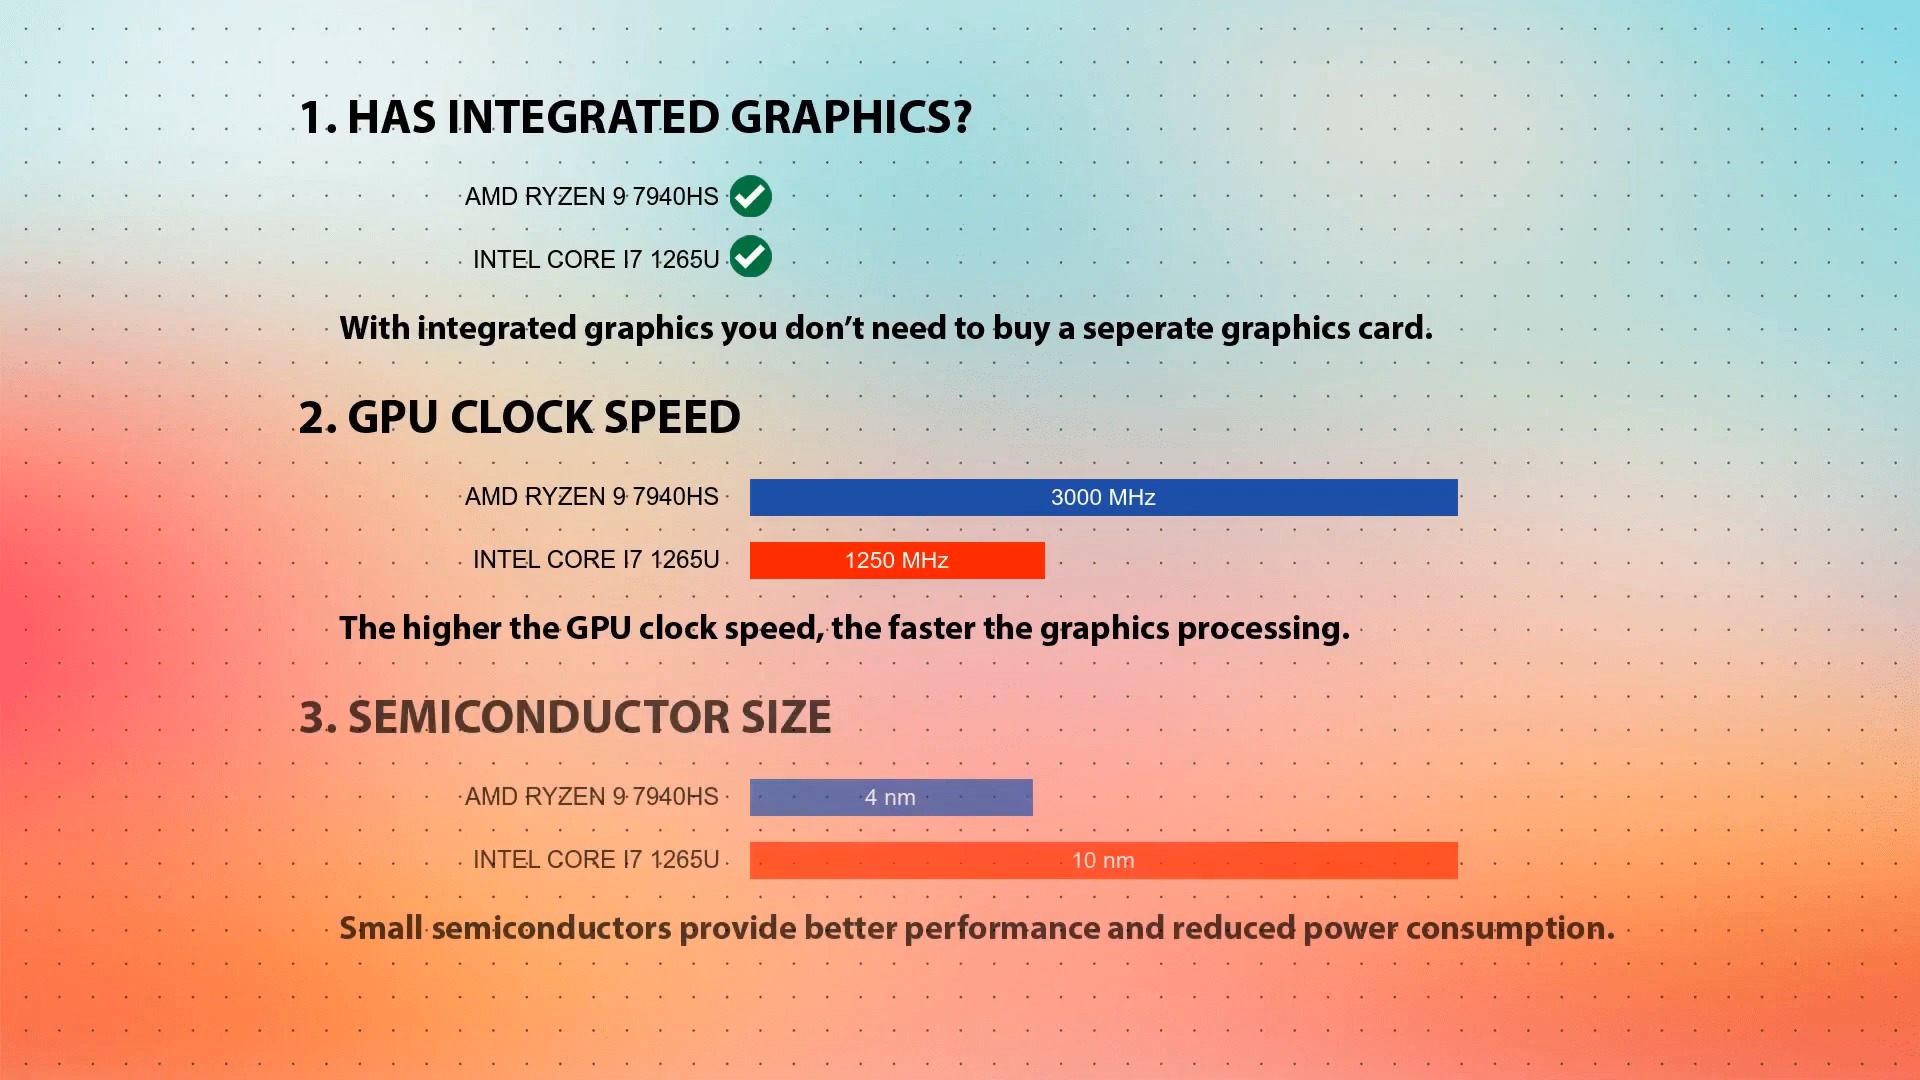 1. HAS INTEGRATED GRAPHICS?
AMD RYZEN 9 7940HS
INTEL CORE I7 1265U
With integrated graphics you don’t need to buy a seperate graphics card.
2. GPU CLOCK SPEED
AMD RYZEN 9 7940HS 3000 MHz
INTEL CORE I7 1265U 1250 MHz
The higher the GPU clock speed, the faster the graphics processing.
3. SEMICONDUCTOR SIZE
AMD RYZEN 9 7940HS 4 nm
INTEL CORE I7 1265U 10 nm
Small semiconductors provide better performance and reduced power consumption.